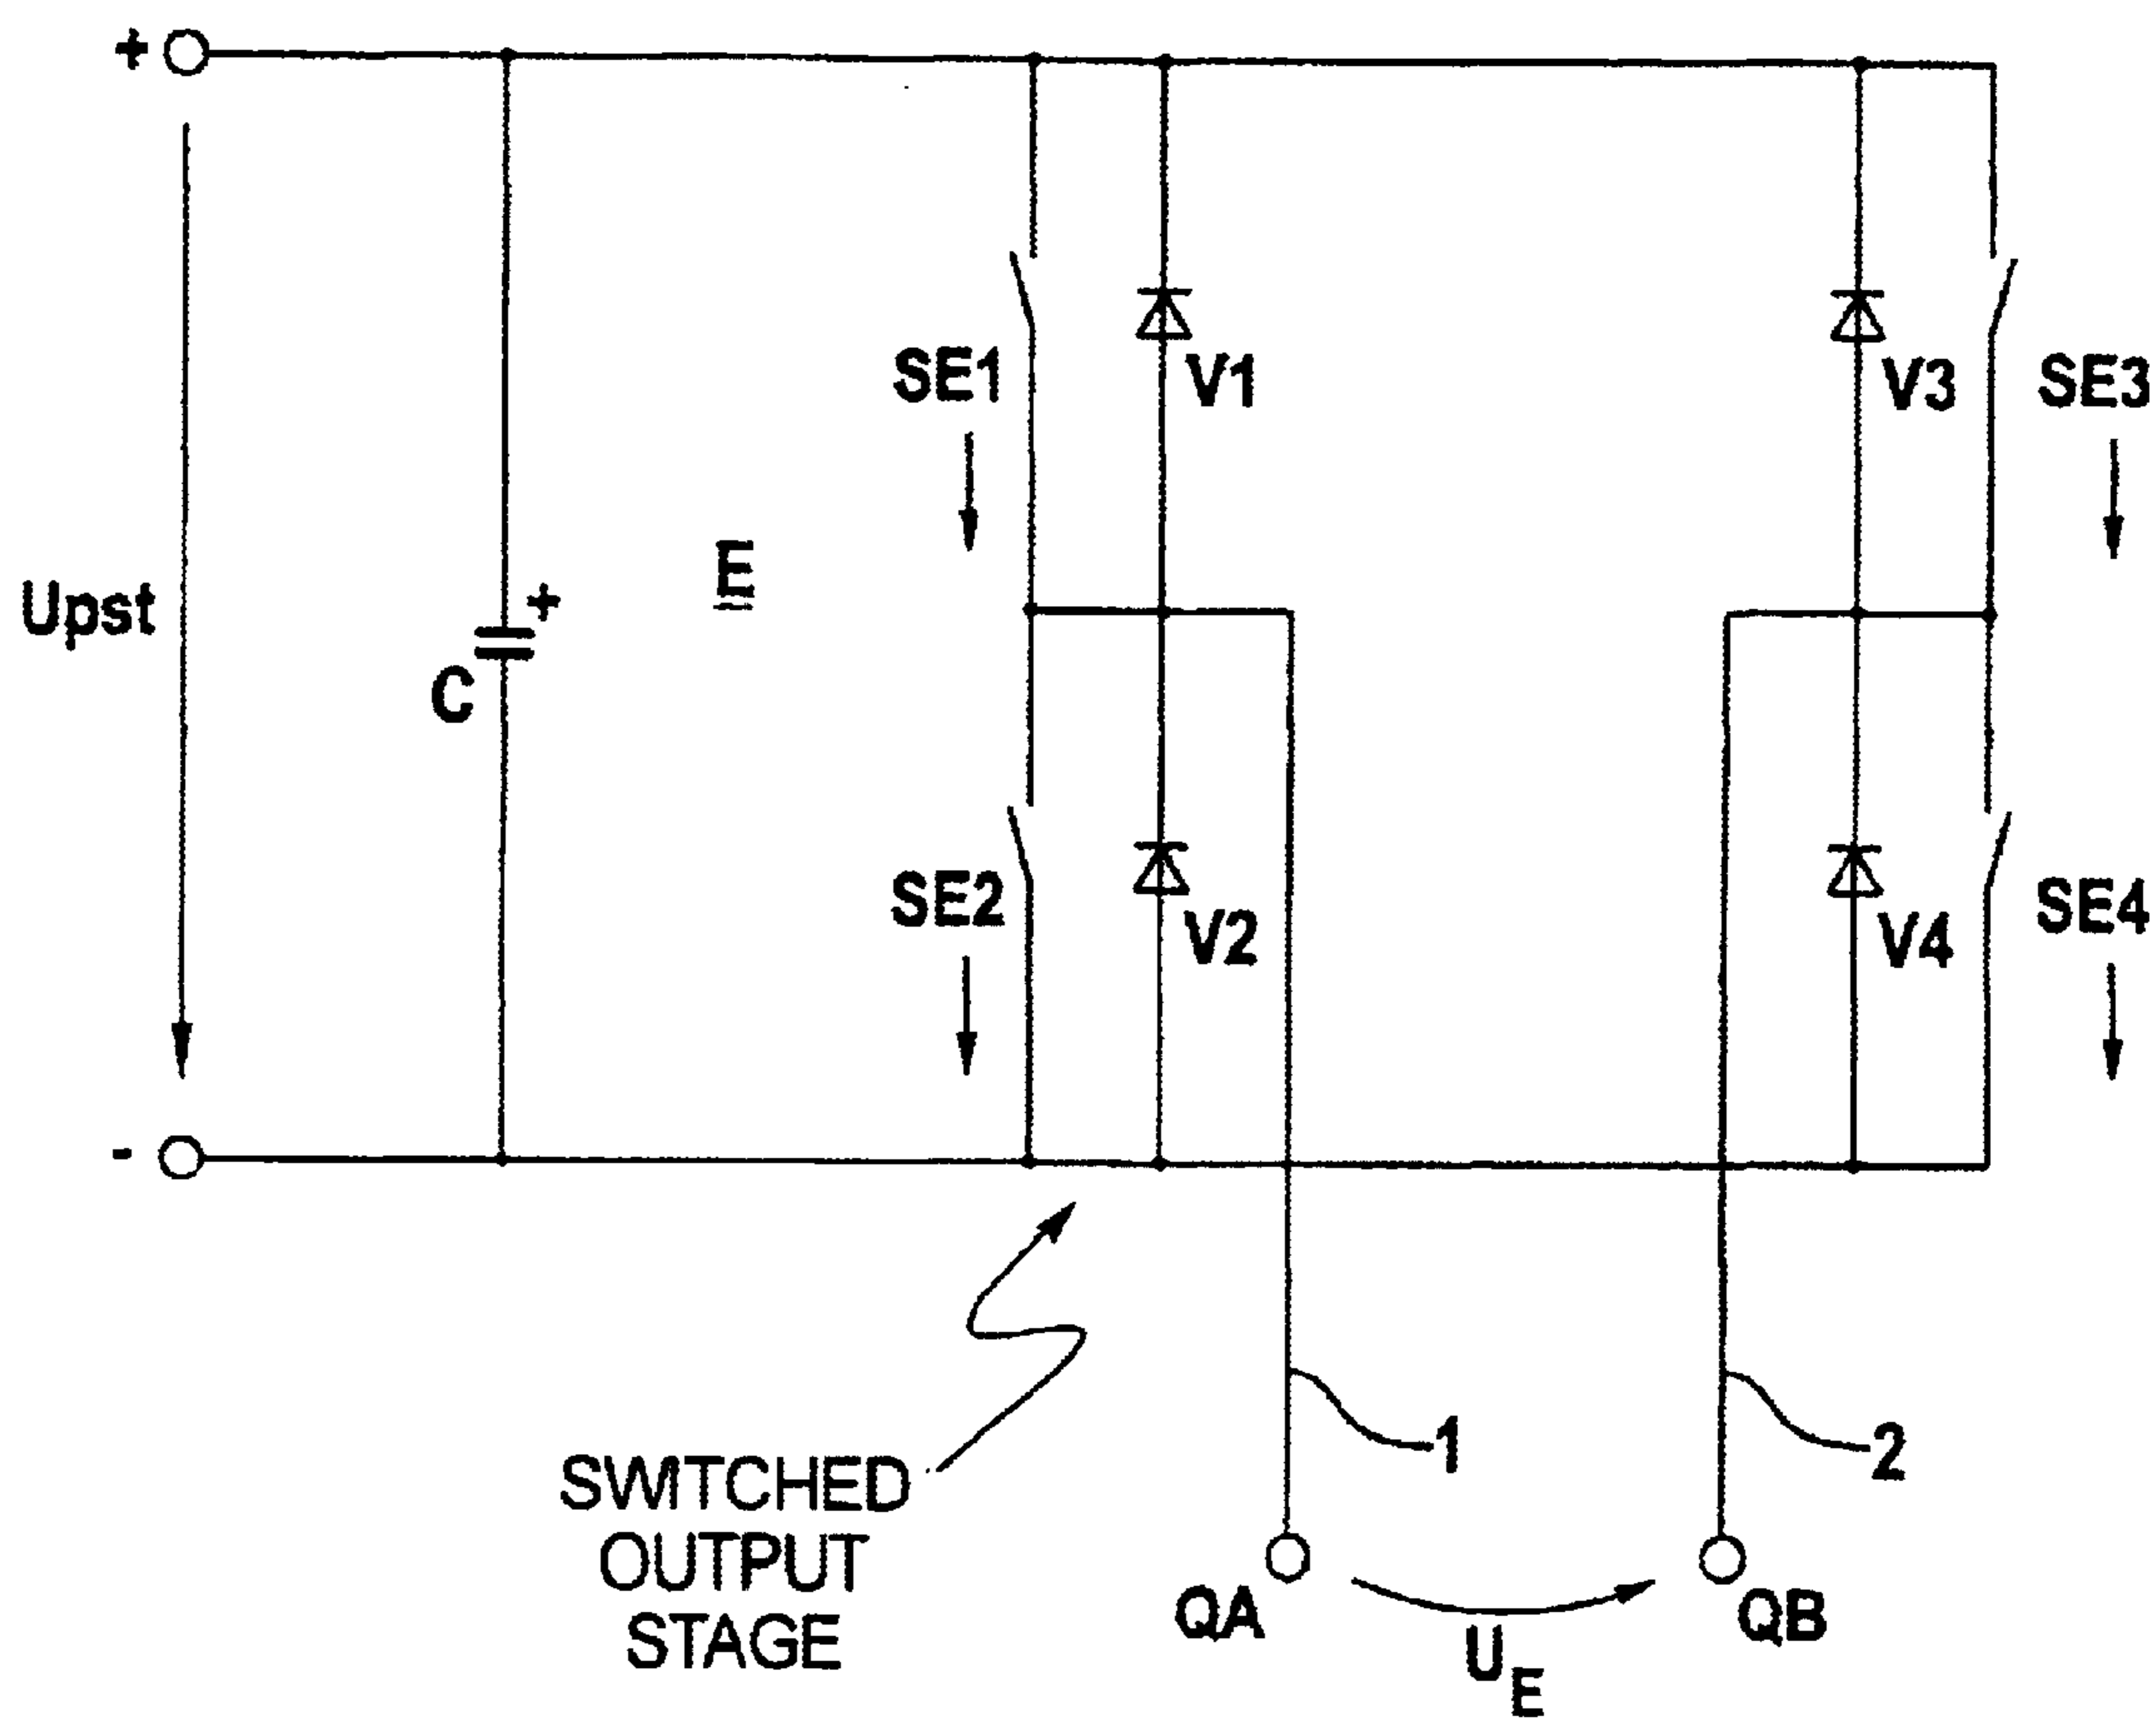 +
SE1
V1
V3
SE3
E
Upst
+
C
SE2
V2
V4
SE4
-
SWITCHED
OUTPUT
STAGE
1
2
QA
QB
UE